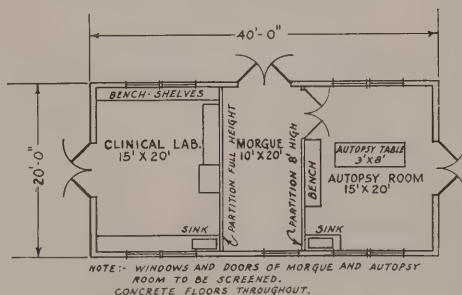 40'-0"
20'-0"
BENCH-SHELVES
CLINICAL LAB.
15' X 20'
SINK
PARTITION FULL HEIGHT
MORGUE
10' X 20'
PARTITION 8' HIGH
BENCH
AUTOPSY TABLE
3' X 8'
AUTOPSY ROOM
15' X 20'
SINK
NOTE:- WINDOWS AND DOORS OF MORGUE AND AUTOPSY
ROOM TO BE SCREENED.
CONCRETE FLOORS THROUGHOUT.